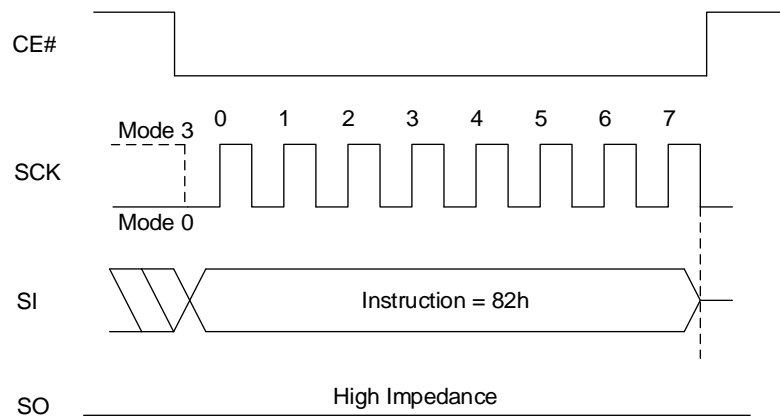 CE#
Mode 3
0 1 2 3 4 5 6 7
SCK
Mode 0
SI
Instruction = 82h
SO
High Impedance